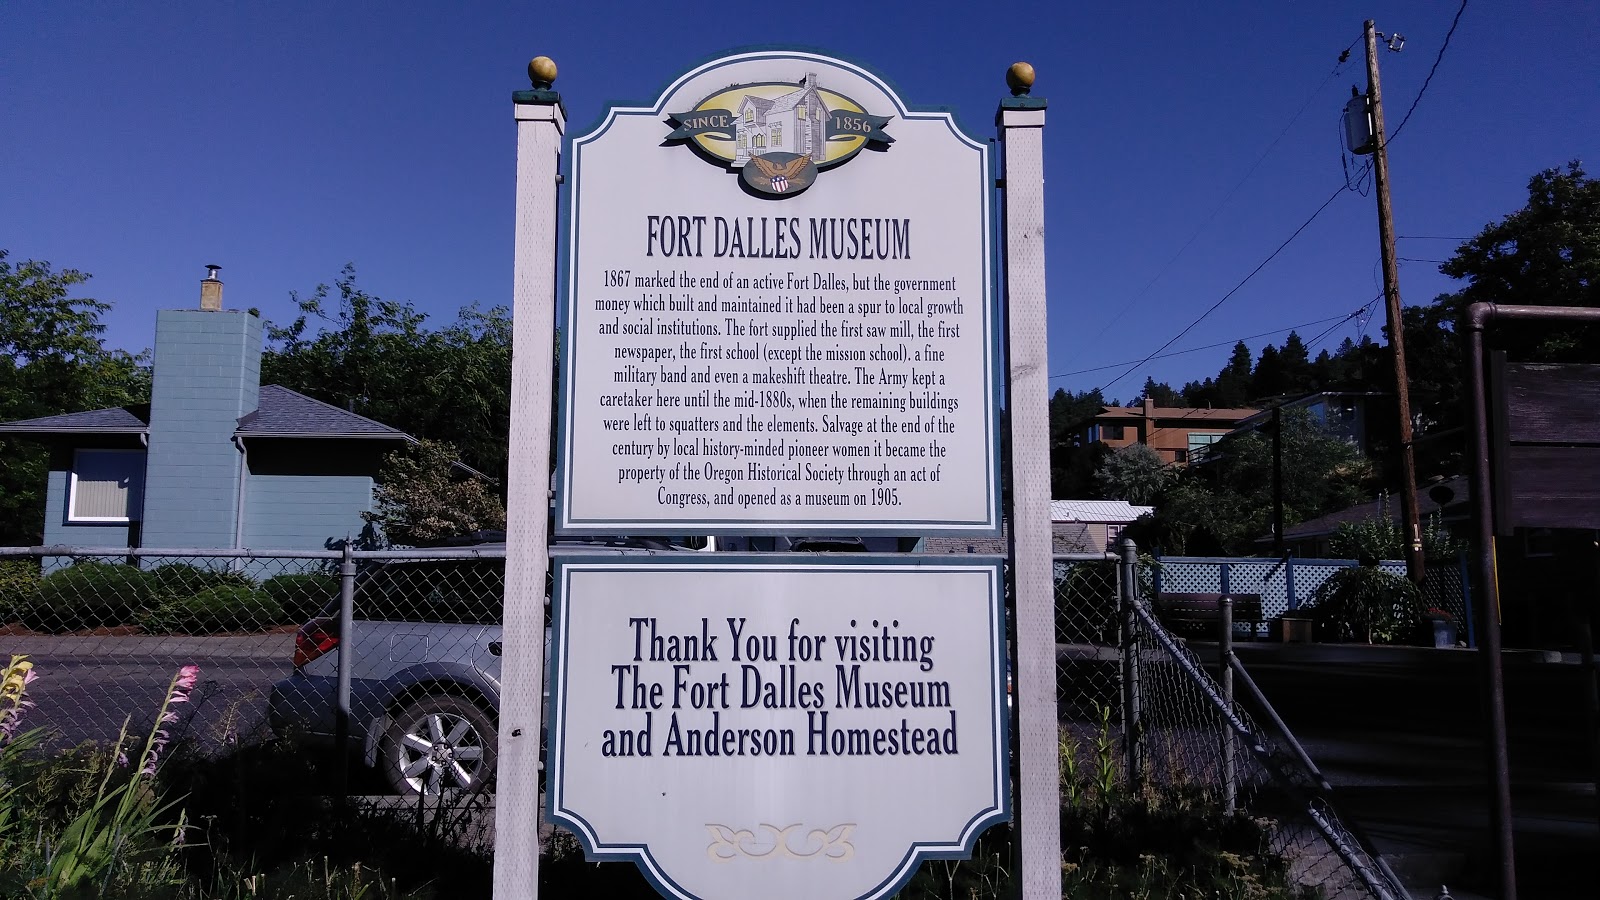 SINCE 1856
FORT DALLES MUSEUM
1867 marked the end of an active Fort Dalles, but the government
money which built and maintained it had been a spur to local growth
and social institutions. The fort supplied the first saw mill, the first
newspaper, the first school (except the mission school). a fine
military band and even a makeshift theatre. The Army kept a
caretaker here until the mid-1880s, when the remaining buildings
were left to squatters and the elements. Salvage at the end of the
century by local history-minded pioneer women it became the
property of the Oregon Historical Society through an act of
Congress, and opened as a museum on 1905.
Thank You for visiting
The Fort Dalles Museum
and Anderson Homestead